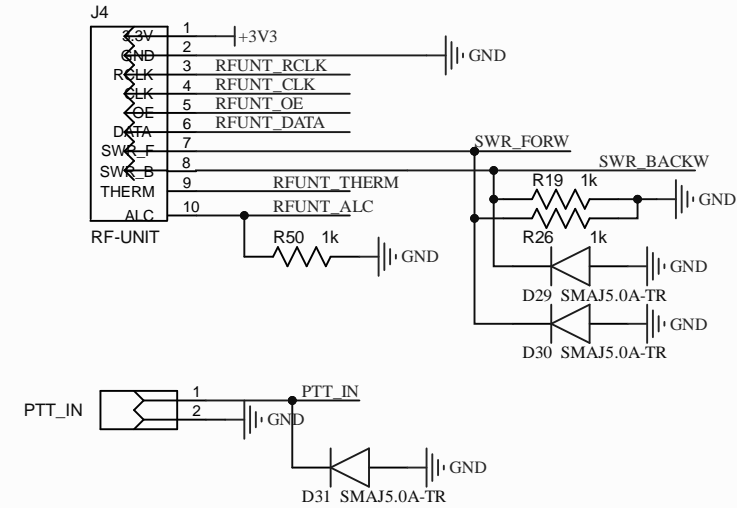 J4
3.3V 1 +3V3
GND 2 GND
RCLK 3 RFUNT_RCLK
CLK 4 RFUNT_CLK
OE 5 RFUNT_OE
DATA 6 RFUNT_DATA
SWR_F 7 SWR_FORW
SWR_B 8 SWR_BACKW
THERM 9 RFUNT_THERM
R19 1k
GND
ALC 10 RFUNT_ALC
RF-UNIT
R50 1k
GND
R26 1k
GND
D29 SMAJ5.0A-TR
GND
D30 SMAJ5.0A-TR
PTT_IN
1 PTT_IN
2 GND
GND
D31 SMAJ5.0A-TR